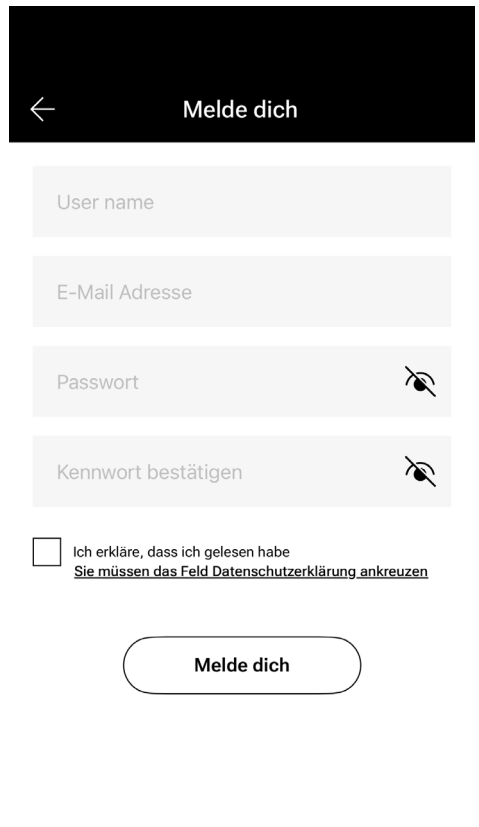 Melde dich
User name
E-Mail Adresse
Passwort
Kennwort bestätigen
Ich erkläre, dass ich gelesen habe
Sie müssen das Feld Datenschutzerklärung ankreuzen
Melde dich